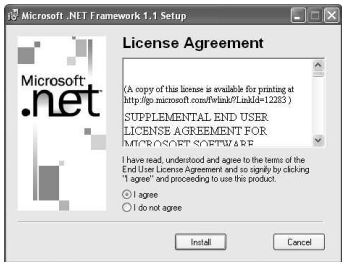 Microsoft .NET Framework 1.1 Setup
License Agreement
Microsoft
.net
(A copy of this license is available for printing at
http://go.microsoft.com/fwlink/?LinkId=12283 )
SUPPLEMENTAL END USER
LICENSE AGREEMENT FOR
MICROSOFT SOFTWARE
I have read, understood and agree to the terms of the
End User License Agreement and so signify by clicking
"I agree" and proceeding to use this product.
I agree
I do not agree
Install
Cancel